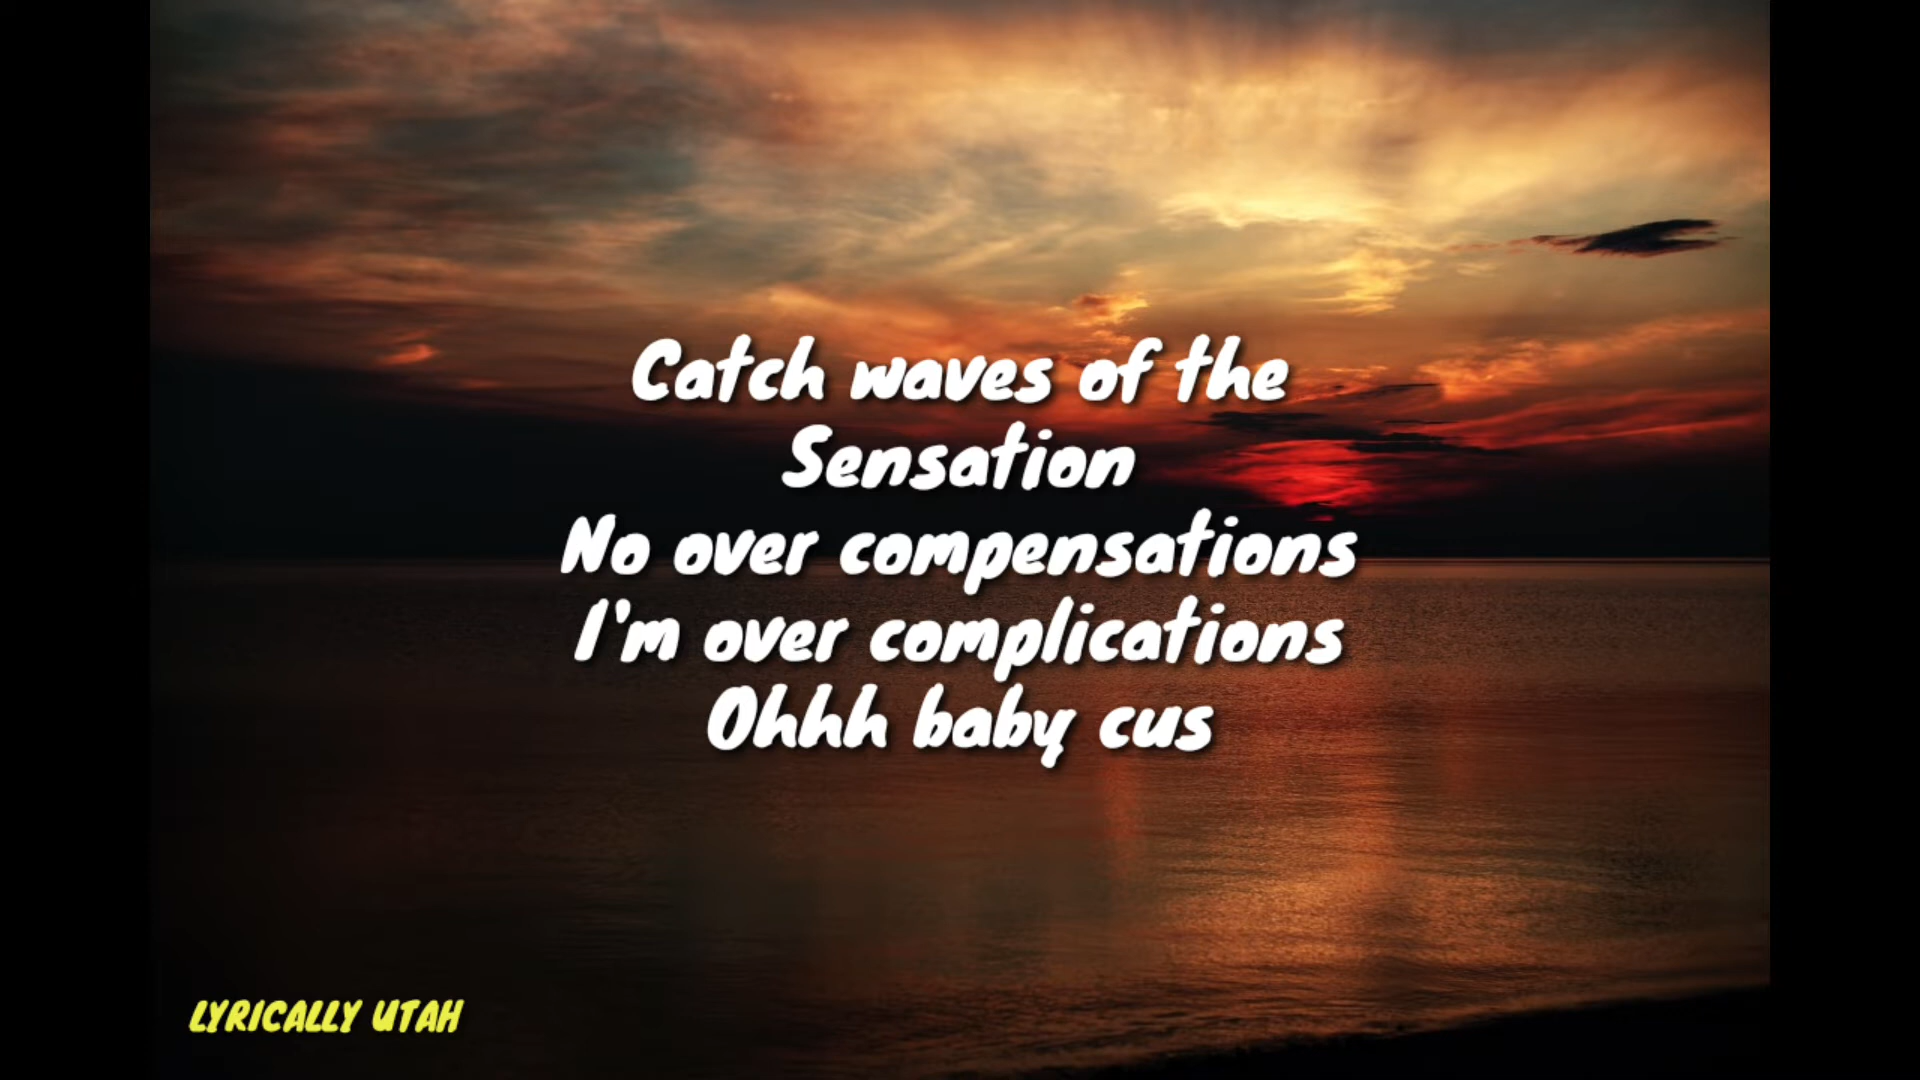 Catch waves of the
Sensation
No over compensations
I'm over complications
Ohhh baby cus
LYRICALLY UTAH